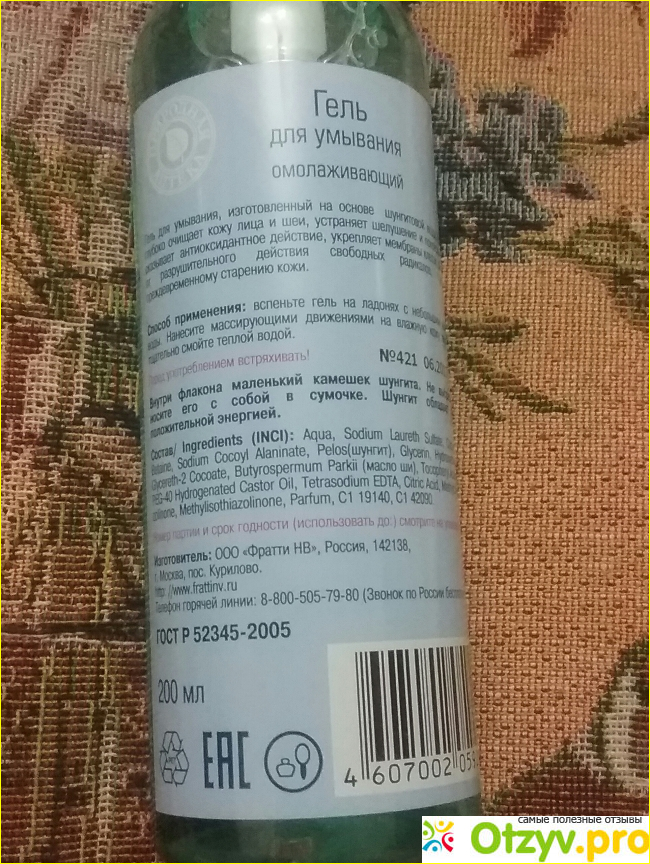 Гель
для умывания
омолаживающий
Гель для умывания, изготовленный на основе шунгитовой
глубоко очищает кожу лица и шеи, устраняет шелушение и
оказывает антиоксидантное действие, укрепляет мембраны
от разрушительного действия свободных
преждевременному старению кожи.
Способ применения: вспеньте гель на ладонях с
воды. Нанесите массирующими движениями на влажную
тщательно смойте теплой водой.
Перед употреблением встряхивать!
№421 06.20
Внутри флакона маленький камешек шунгита. Не
носите его с собой в сумочке. Шунгит
положительной энергией.
Состав/ Ingredients (INCI): Aqua, Sodium Laureth
Betaine, Sodium Cocoyl Alaninate, Pelos(шунгит), Glycerin,
Glycereth-2 Cocoate, Butyrospermum Parkii (масло ши),
PEG-40 Hydrogenated Castor Oil, Tetrasodium EDTA, Citric Acid,
Methylisothiazolinone, Parfum, C1 19140, C1 42090.
Номер партии и срок годности (использовать до:) смотрите на
Изготовитель: ООО «Фратти НВ», Россия, 142138,
г. Москва, пос. Курилово.
http://www.frattinv.ru
Телефон горячей линии: 8-800-505-79-80 (Звонок по России
ГОСТ Р 52345-2005
200 мл
EAC
4 607002 05
самые полезные отзывы
Otzyv.pro